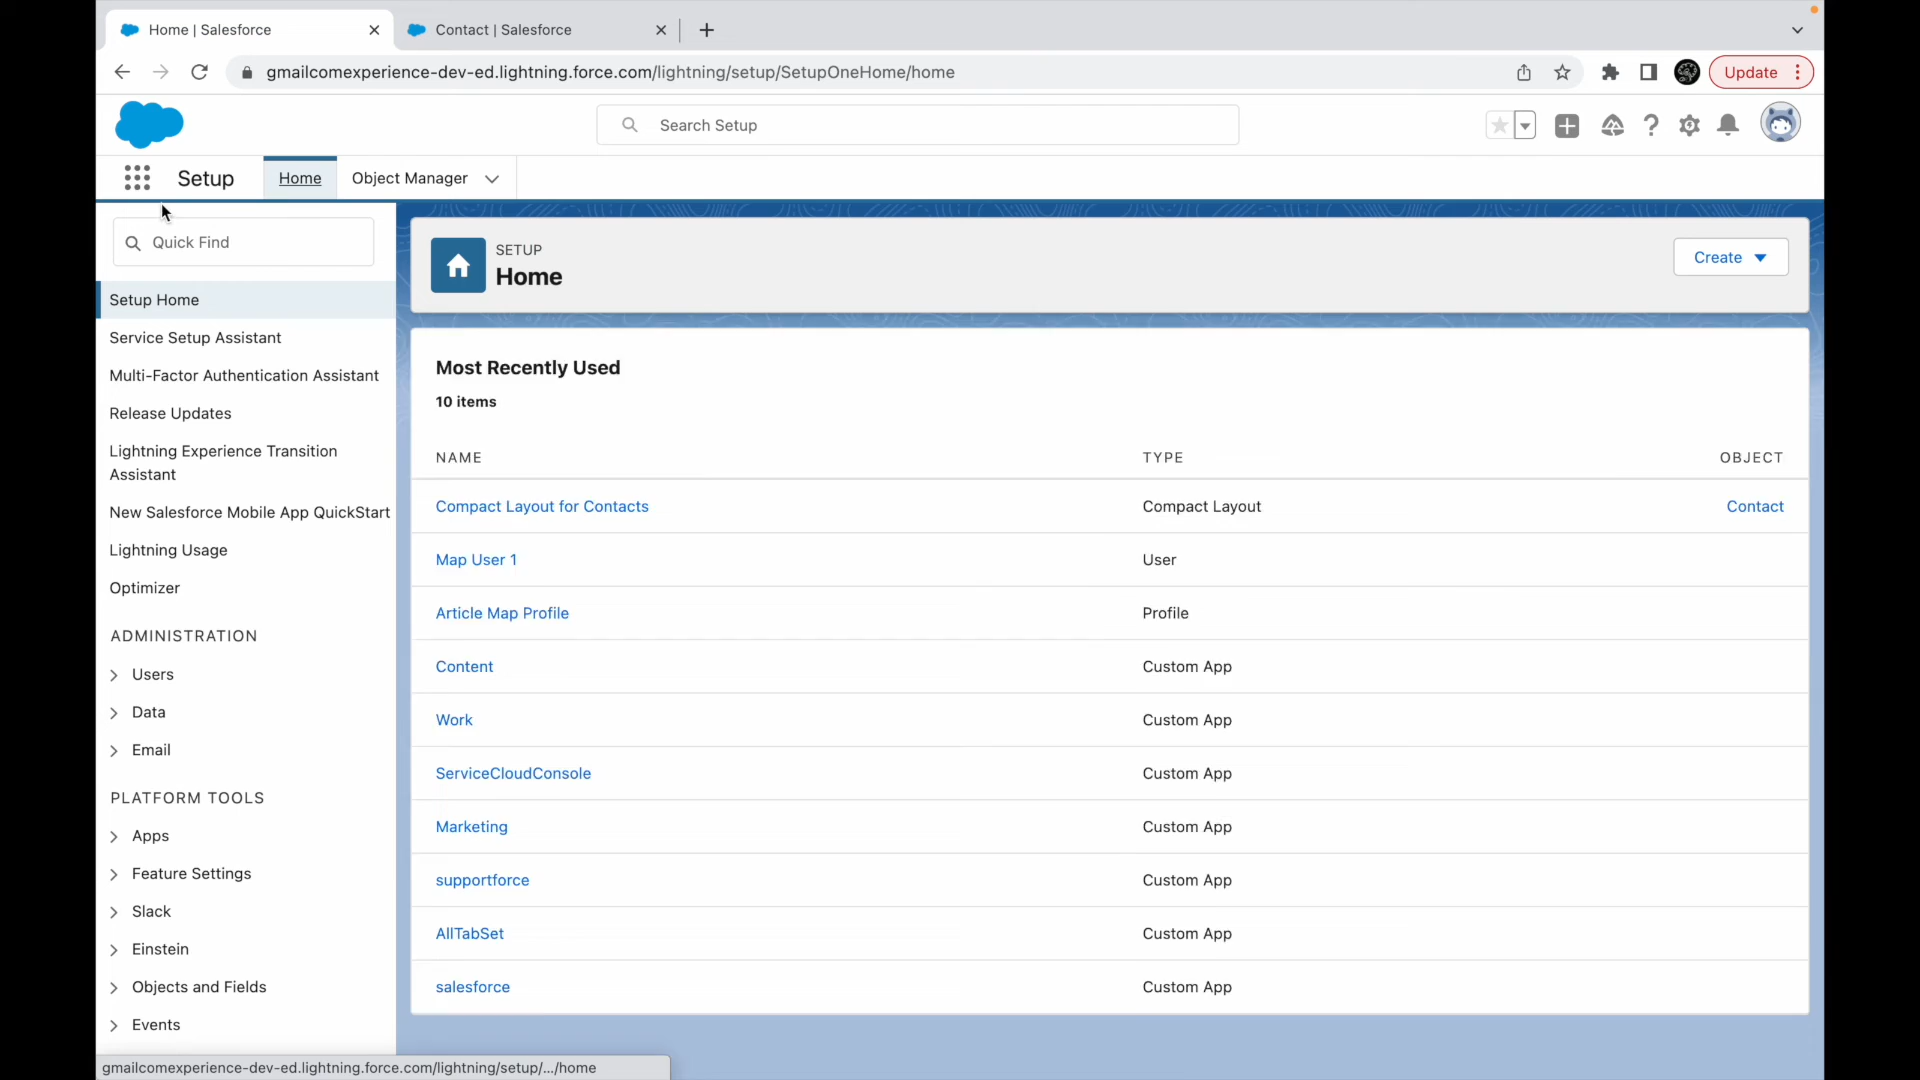 Home | Salesforce
Contact | Salesforce
gmailcomexperience-dev-ed.lightning.force.com/lightning/setup/SetupOneHome/home
Update
Search Setup
Setup
Home
Object Manager
Quick Find
Setup Home
Service Setup Assistant
Multi-Factor Authentication Assistant
Release Updates
Lightning Experience Transition
Assistant
New Salesforce Mobile App QuickStart
Lightning Usage
Optimizer
ADMINISTRATION
Users
Data
Email
PLATFORM TOOLS
Apps
Feature Settings
Slack
Einstein
Objects and Fields
Events
SETUP
Home
Create
Most Recently Used
10 items
NAME TYPE OBJECT
Compact Layout for Contacts Compact Layout Contact
Map User 1 User
Article Map Profile Profile
Content Custom App
Work Custom App
ServiceCloudConsole Custom App
Marketing Custom App
supportforce Custom App
AllTabSet Custom App
salesforce Custom App
gmailcomexperience-dev-ed.lightning.force.com/lightning/setup/.../home